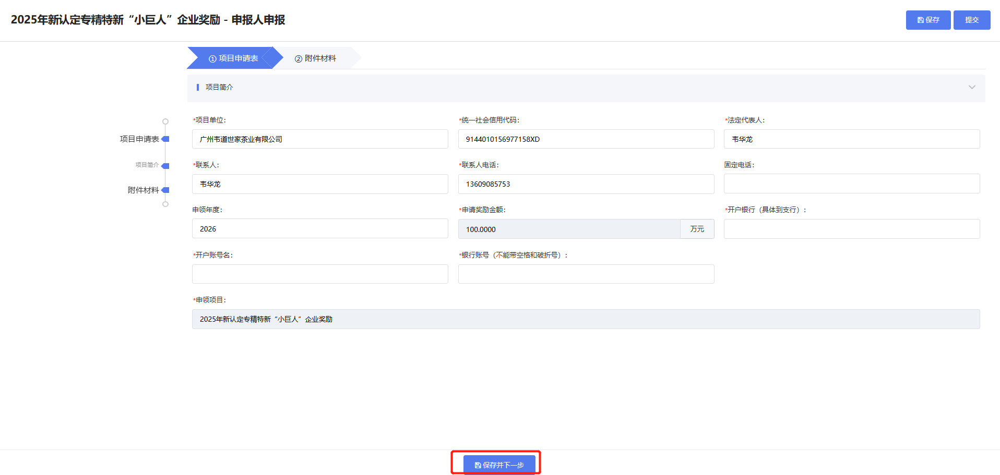 2025年新认定专精特新“小巨人”企业奖励 - 申报人申报
保存
提交
① 项目申请表
② 附件材料
项目简介
项目申请表
项目简介
附件材料
*项目单位：
*统一社会信用代码：
*法定代表人：
广州韦道世家茶业有限公司
9144010156977158XD
韦华龙
*联系人：
*联系人电话：
固定电话：
韦华龙
13609085753
申领年度：
*申请奖励金额：
*开户银行（具体到支行）：
2026
100.0000
万元
*开户账号名：
*银行账号（不能带空格和破折号）：
*申领项目：
2025年新认定专精特新“小巨人”企业奖励
保存并下一步